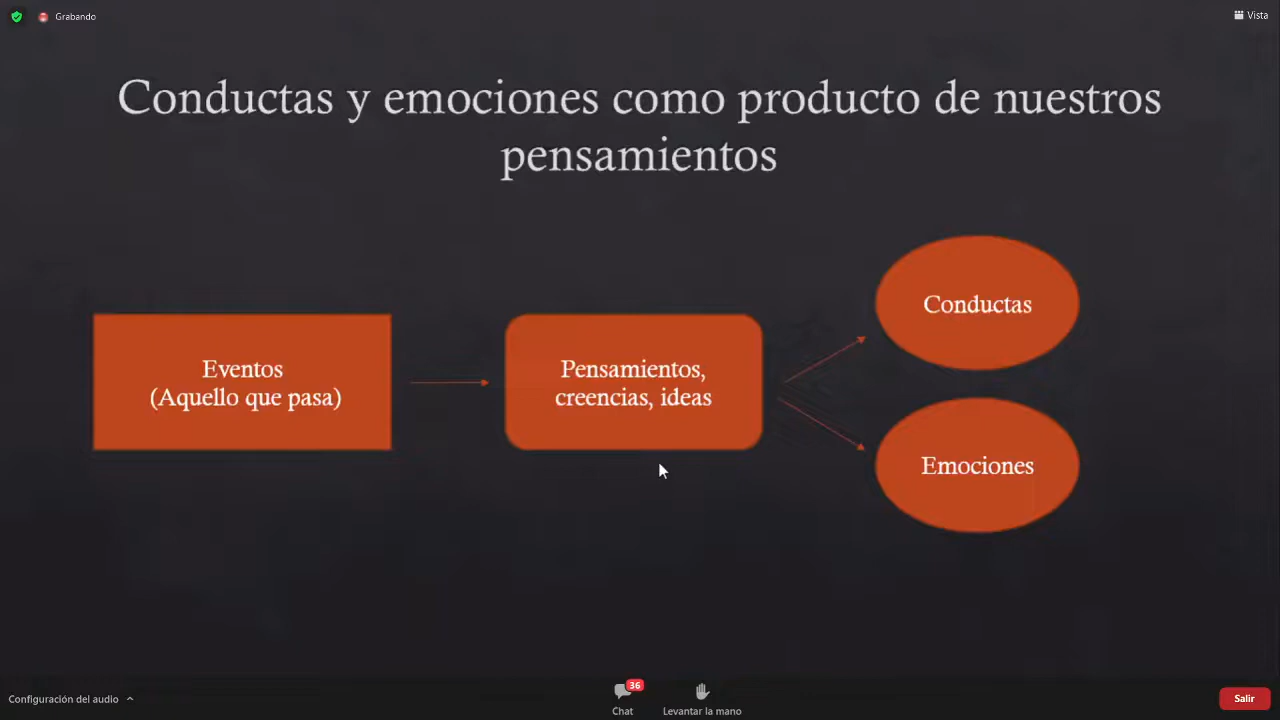 Grabando
Vista
Conductas y emociones como producto de nuestros
pensamientos
Conductas
Eventos
(Aquello que pasa)
Pensamientos,
creencias, ideas
Emociones
Configuración del audio
36
Chat
Levantar la mano
Salir